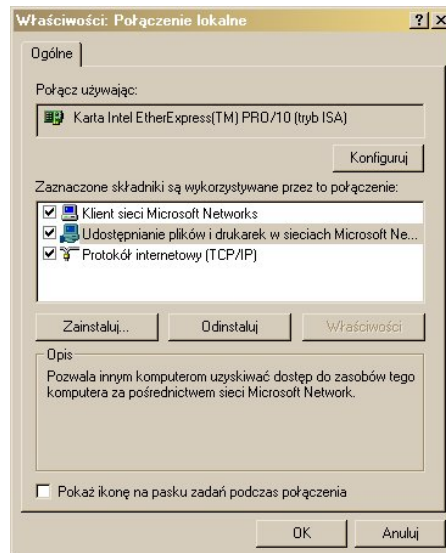 Właściwości: Połączenie lokalne
Ogólne
Połącz używając:
Karta Intel EtherExpress(TM) PRO/10 (tryb ISA)
Konfiguruj
Zaznaczone składniki są wykorzystywane przez to połączenie:
Klient sieci Microsoft Networks
Udostępnianie plików i drukarek w sieciach Microsoft Ne...
Protokół internetowy (TCP/IP)
Zainstaluj... Odinstaluj Właściwości
Opis
Pozwala innym komputerom uzyskiwać dostęp do zasobów tego
komputera za pośrednictwem sieci Microsoft Network.
Pokaż ikonę na pasku zadań podczas połączenia
OK Anuluj